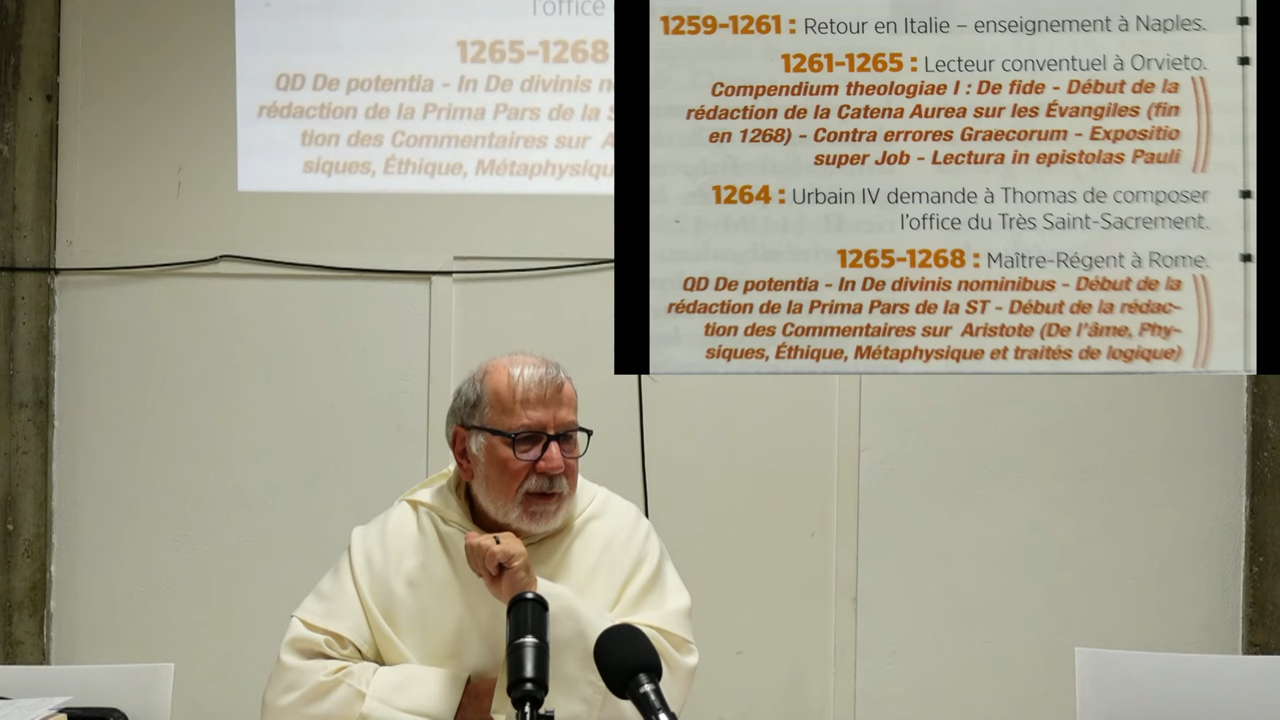 l'office
1265-1268
QD De potentia - In De divinis n
rédaction de la Prima Pars de la S
tion des Commentaires sur A
siques, Éthique, Métaphysiqu
1259-1261 : Retour en Italie – enseignement à Naples.
1261-1265 : Lecteur conventuel à Orvieto.
Compendium theologiae I : De fide - Début de la
rédaction de la Catena Aurea sur les Évangiles (fin
en 1268) - Contra errores Graecorum - Expositio
super Job - Lectura in epistolas Pauli
1264 : Urbain IV demande à Thomas de composer
l'office du Très Saint-Sacrement.
1265-1268 : Maître-Régent à Rome.
QD De potentia - In De divinis nominibus - Début de la
rédaction de la Prima Pars de la ST - Début de la rédac-
tion des Commentaires sur Aristote (De l'âme, Phy-
siques, Éthique, Métaphysique et traités de logique)